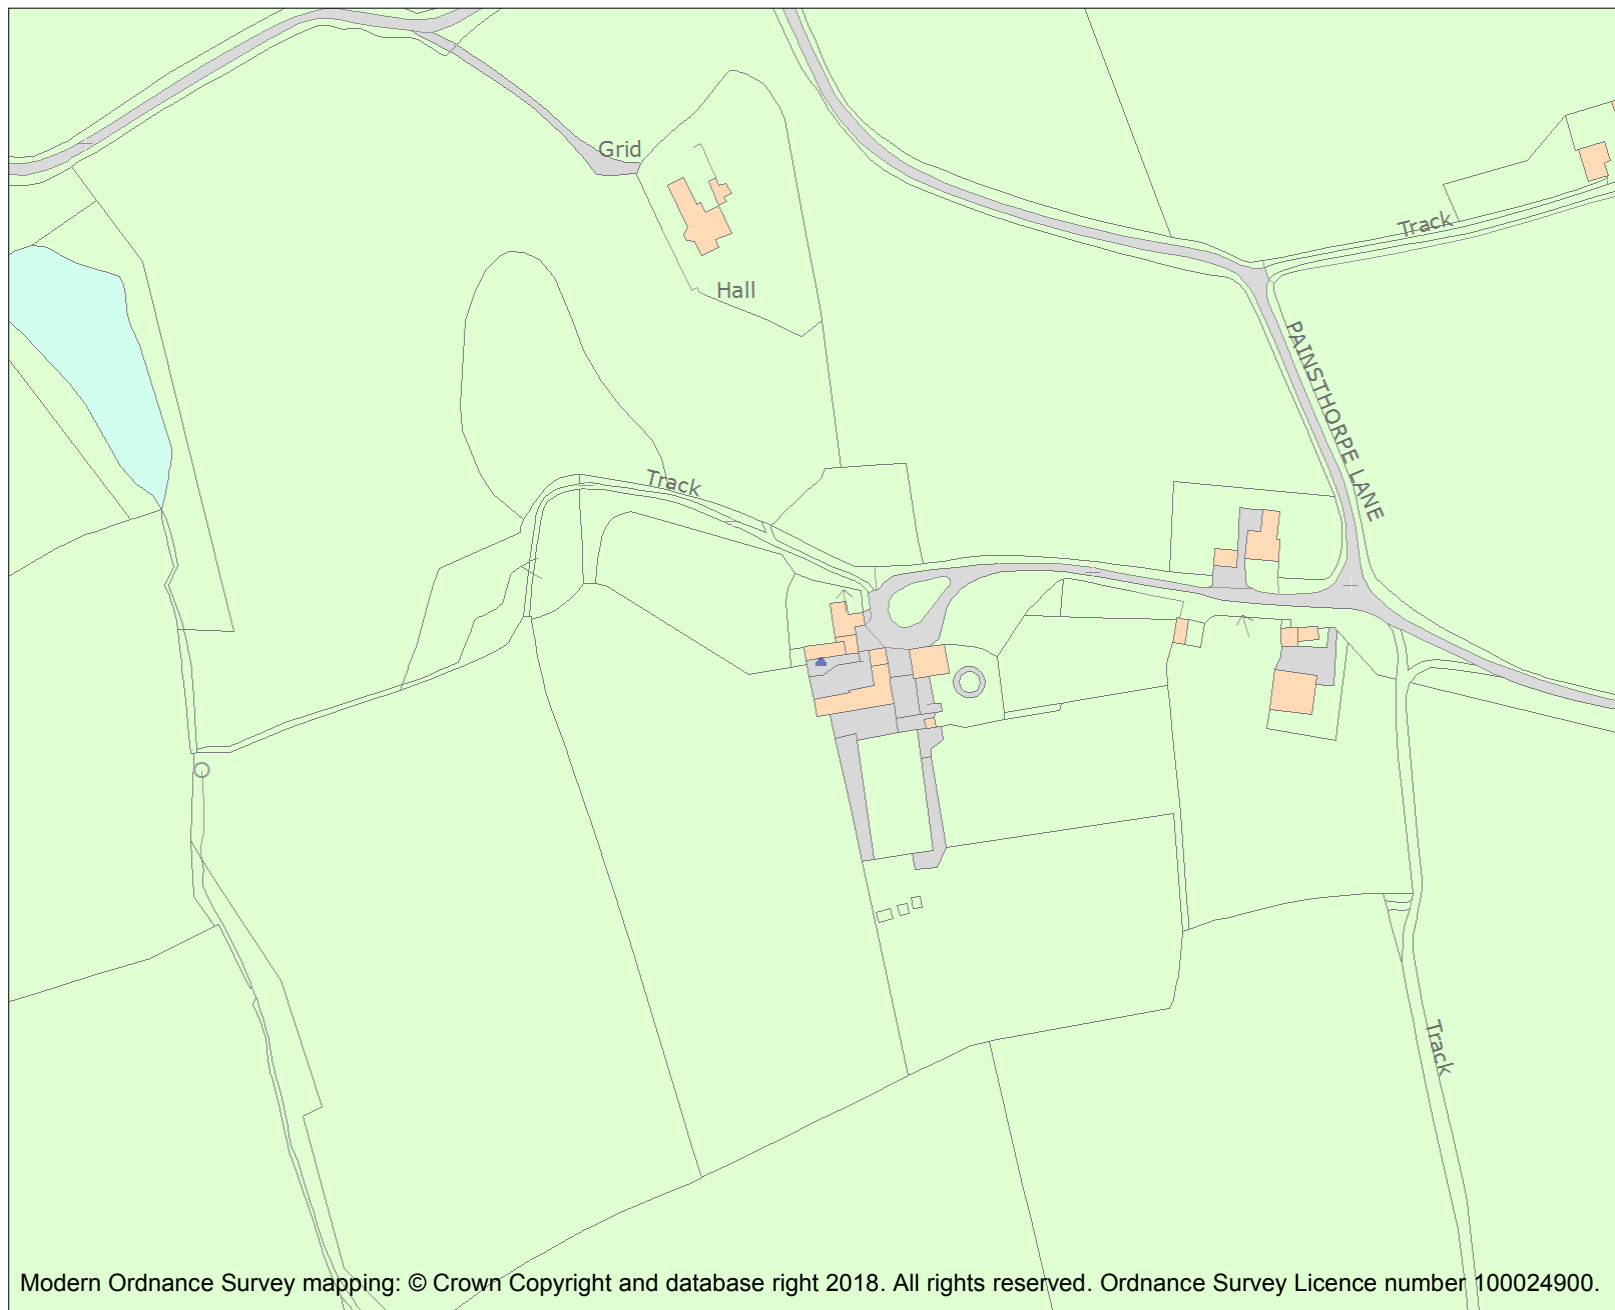 Grid
Track
Hall
PAINSTHORPE LANE
Track
Track
Modern Ordnance Survey mapping: © Crown Copyright and database right 2018. All rights reserved. Ordnance Survey Licence number 100024900.